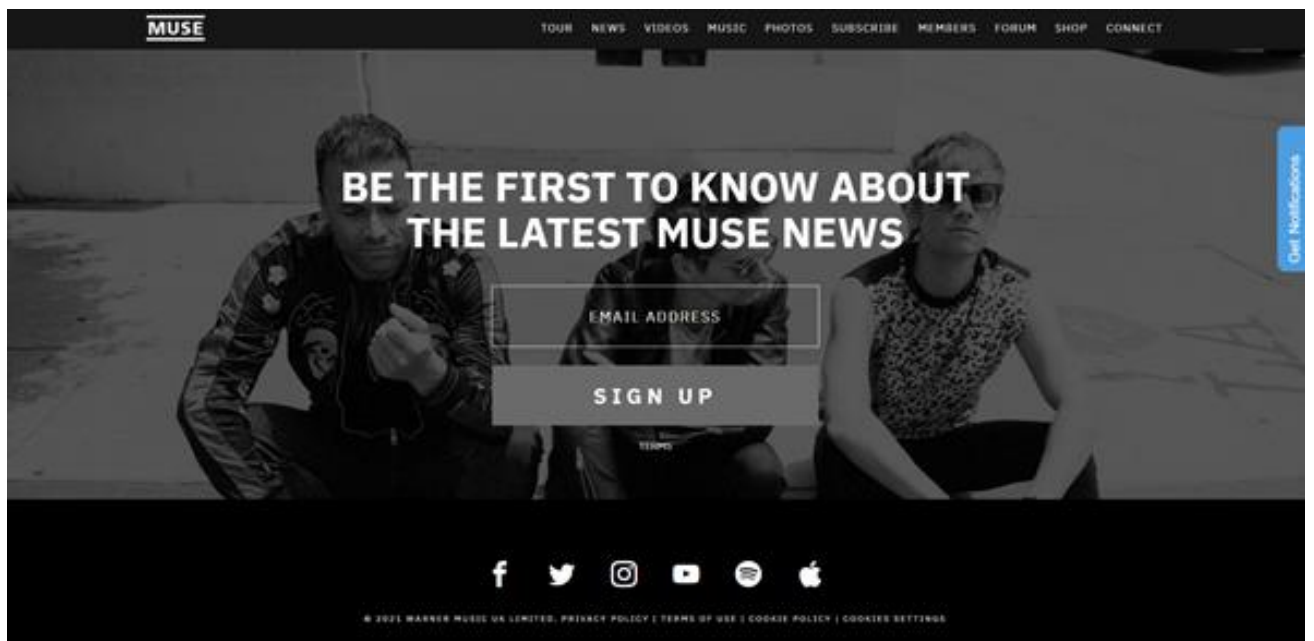 MUSE
TOUR NEWS VIDEOS MUSIC PHOTOS SUBSCRIBE MEMBERS FORUM SHOP CONNECT
Get Notifications
BE THE FIRST TO KNOW ABOUT
THE LATEST MUSE NEWS
EMAIL ADDRESS
SIGN UP
TERMS
© 2021 WARNER MUSIC UK LIMITED. PRIVACY POLICY | TERMS OF USE | COOKIE POLICY | COOKIES SETTINGS